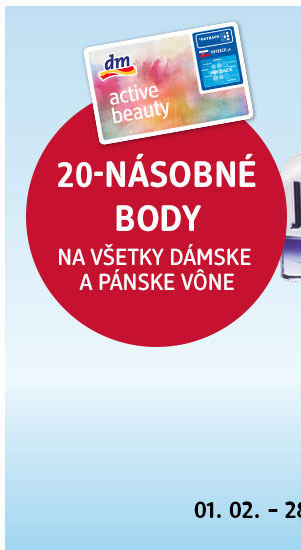 dm
active
beauty
20-NÁSOBNÉ
BODY
NA VŠETKY DÁMSKE
A PÁNSKE VÔNE
01. 02. – 28